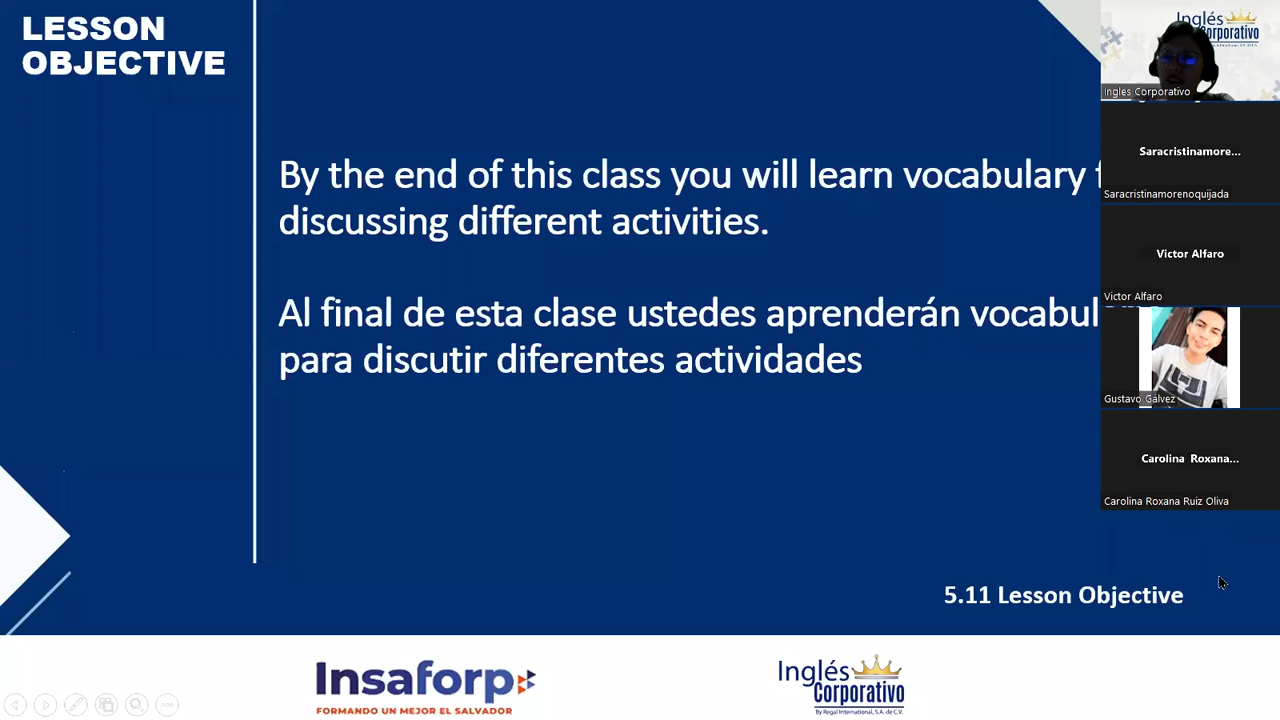 LESSON
OBJECTIVE
By the end of this class you will learn vocabulary
discussing different activities.
Al final de esta clase ustedes aprenderán vocabul
para discutir diferentes actividades
5.11 Lesson Objective
Insaforp
FORMANDO UN MEJOR EL SALVADOR
Inglés
Corporativo
By Regal International, S.A. de C.V.
Inglés
Corporativo
Ingles Corporativo
Saracristinamore...
Saracristinamorenoquijada
Victor Alfaro
Victor Alfaro
Gustavo Galvez
Carolina Roxana...
Carolina Roxana Ruiz Oliva